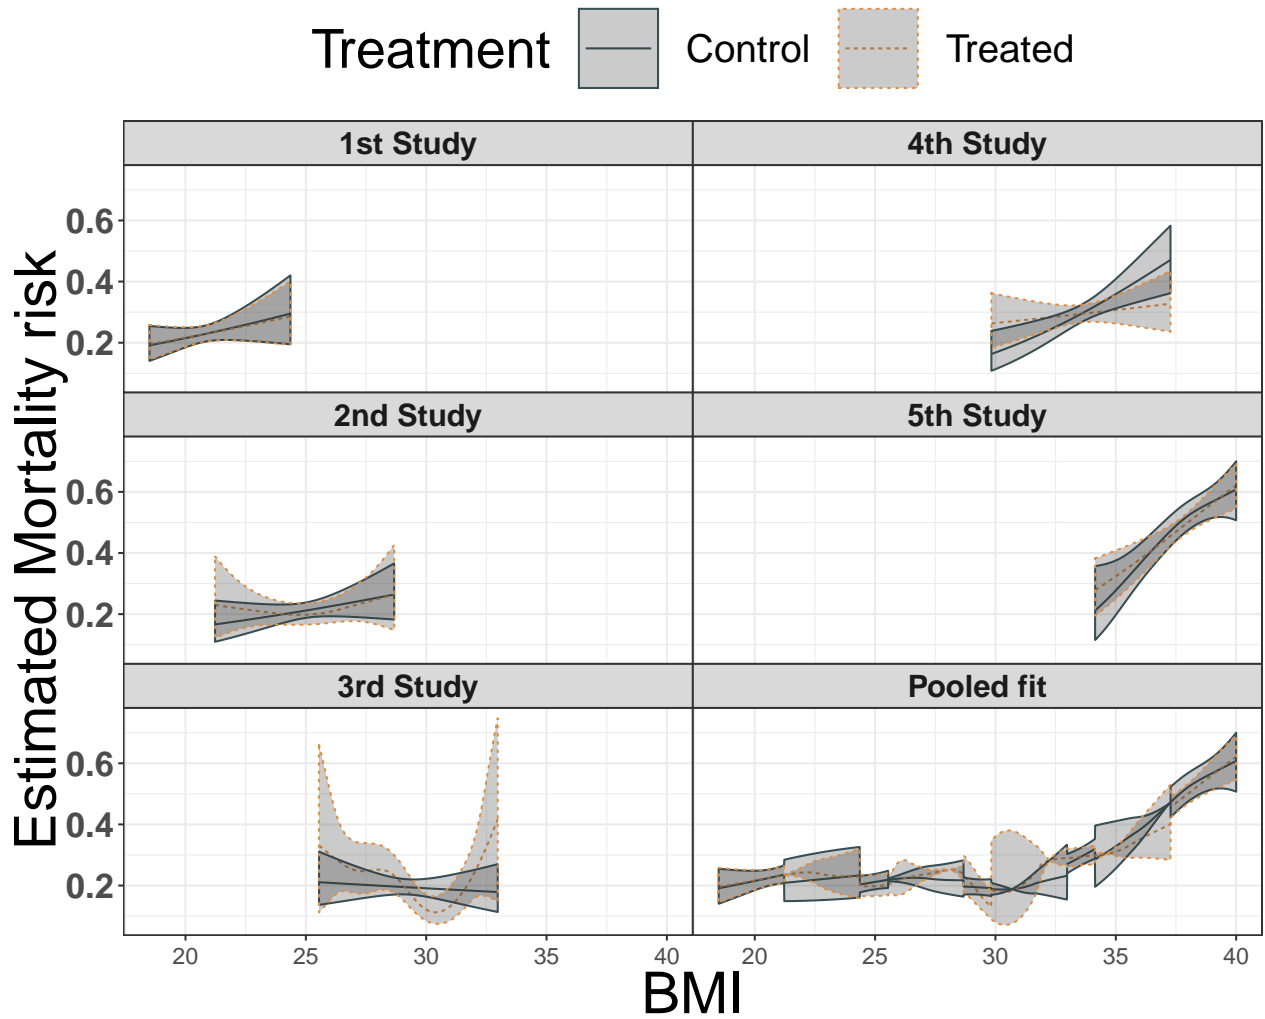 Treatment Control Treated
1st Study 4th Study
0.6
0.4
0.2
2nd Study 5th Study
0.6
0.4
0.2
3rd Study Pooled fit
0.6
0.4
0.2
20 25 30 35 40 20 25 30 35 40
BMI
Estimated Mortality risk